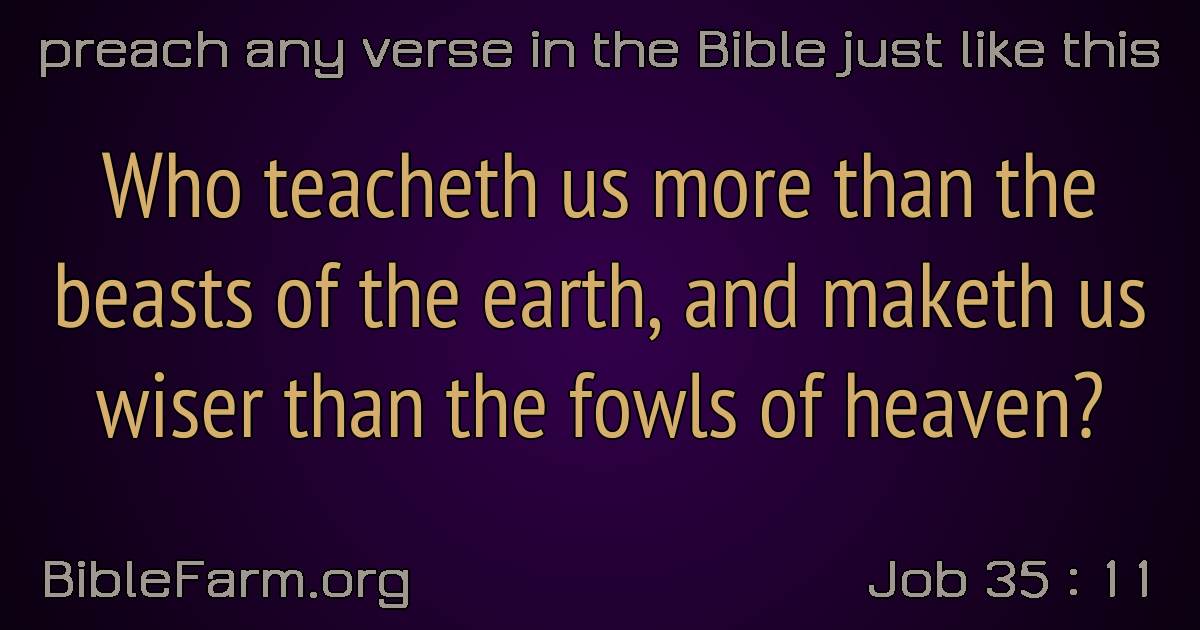 preach any verse in the Bible just like this
Who teacheth us more than the
beasts of the earth, and maketh us
wiser than the fowls of heaven?
BibleFarm.org
Job 35 : 11